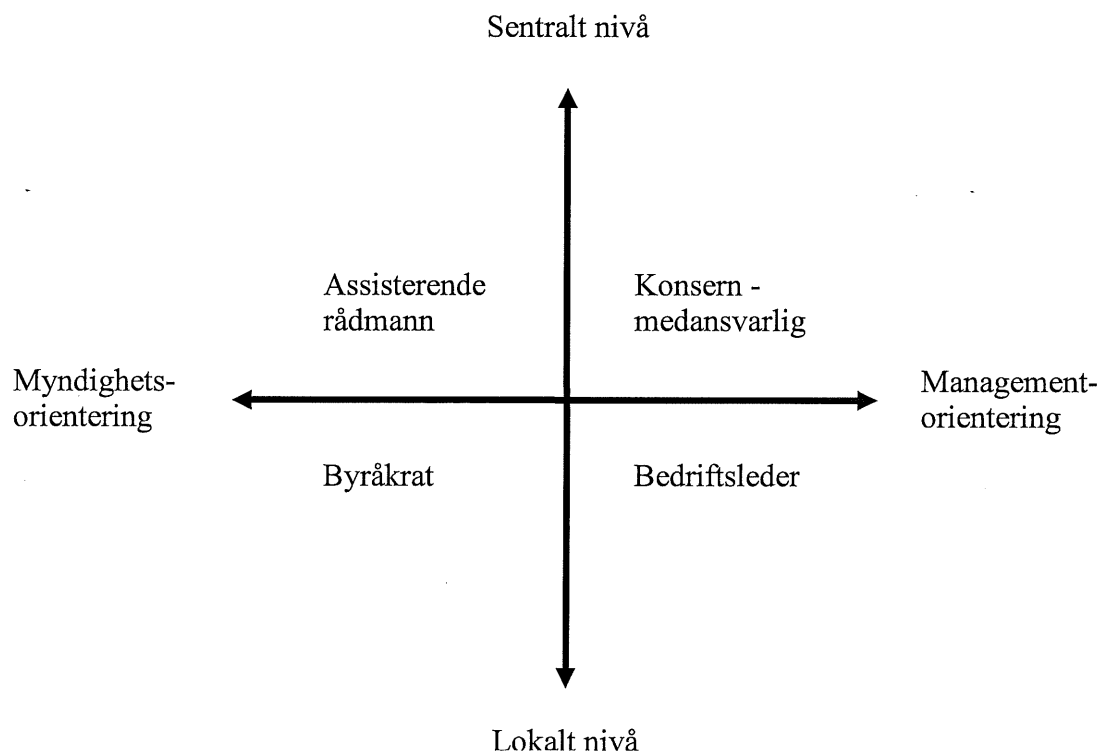 Sentralt nivå
Assisterende
rådmann
Konsern -
medansvarlig
Myndighets-
orientering
Management-
orientering
Byråkrat
Bedriftsleder
Lokalt nivå